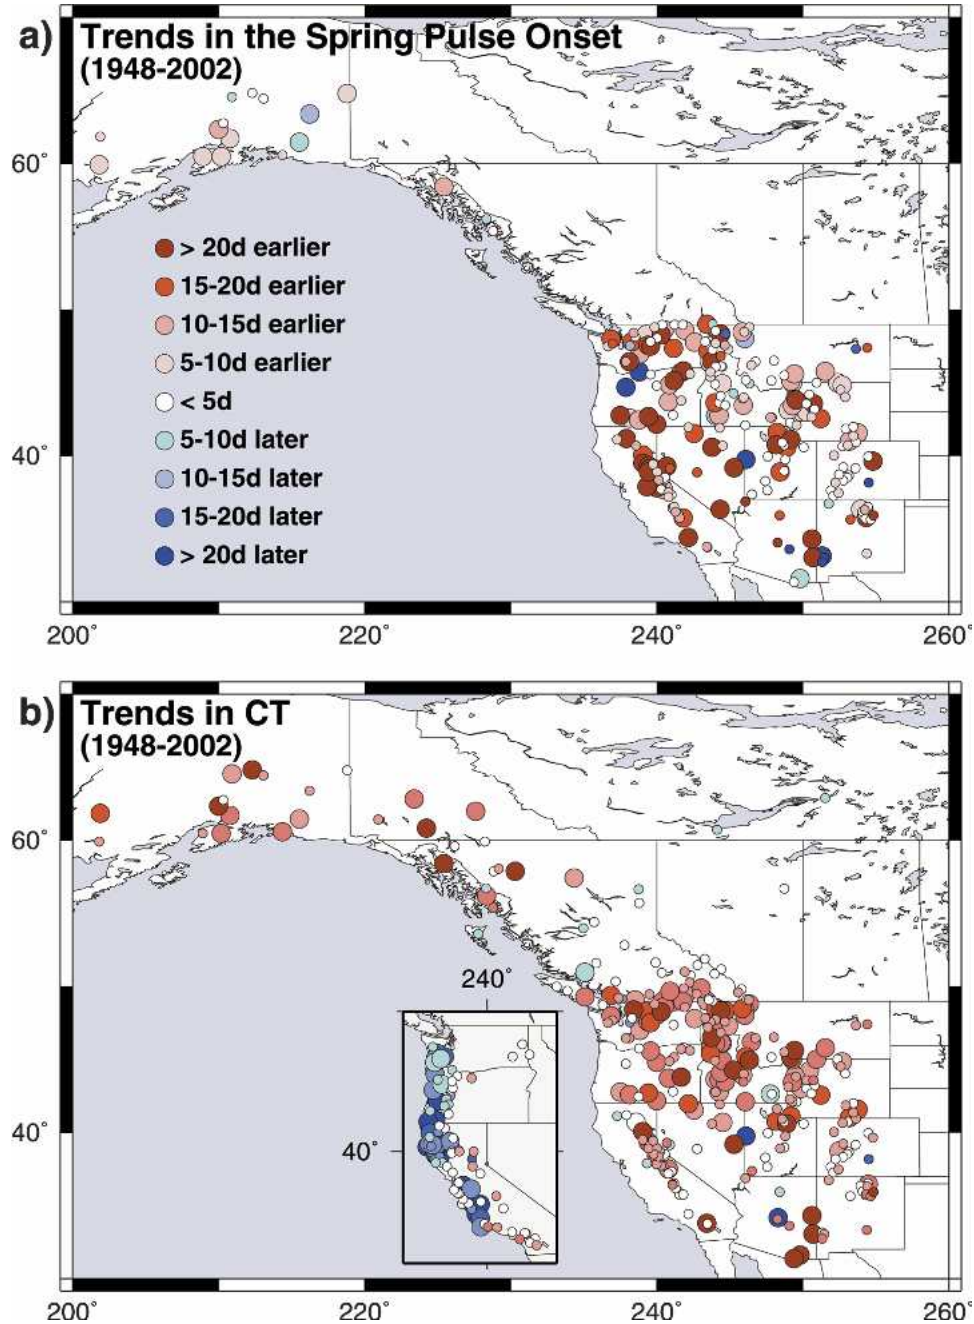 a) Trends in the Spring Pulse Onset
(1948-2002)
60°
> 20d earlier
15-20d earlier
10-15d earlier
5-10d earlier
< 5d
5-10d later
10-15d later
15-20d later
> 20d later
40°
200° 220° 240° 260°
b) Trends in CT
(1948-2002)
60°
240°
40°
40°
200° 220° 240° 260°